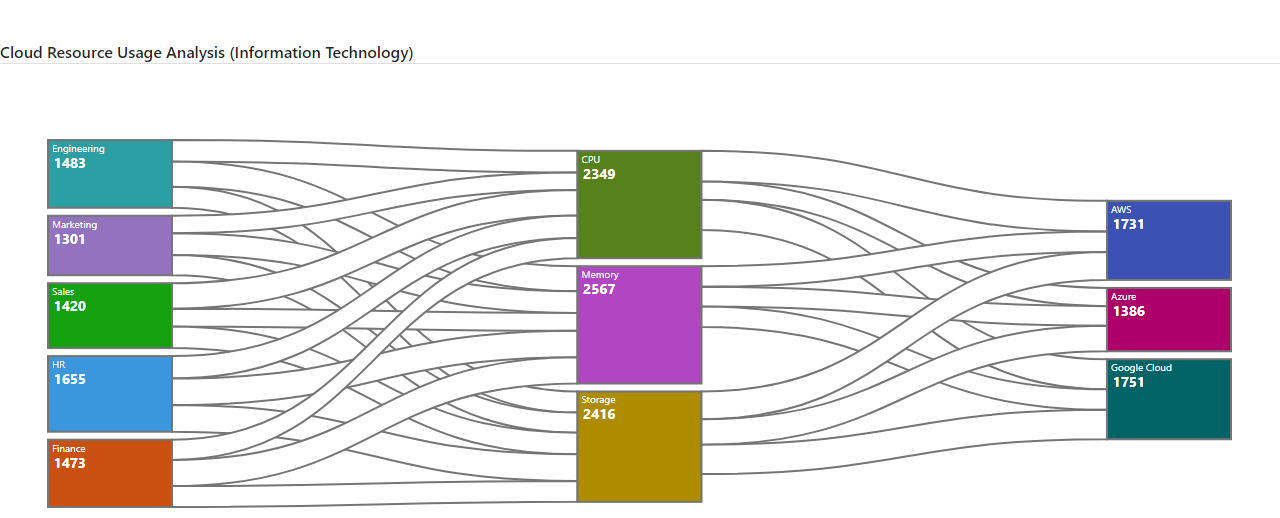 Cloud Resource Usage Analysis (Information Technology)
Engineering
1483
Marketing
1301
Sales
1420
HR
1655
Finance
1473
CPU
2349
Memory
2567
Storage
2416
AWS
1731
Azure
1386
Google Cloud
1751